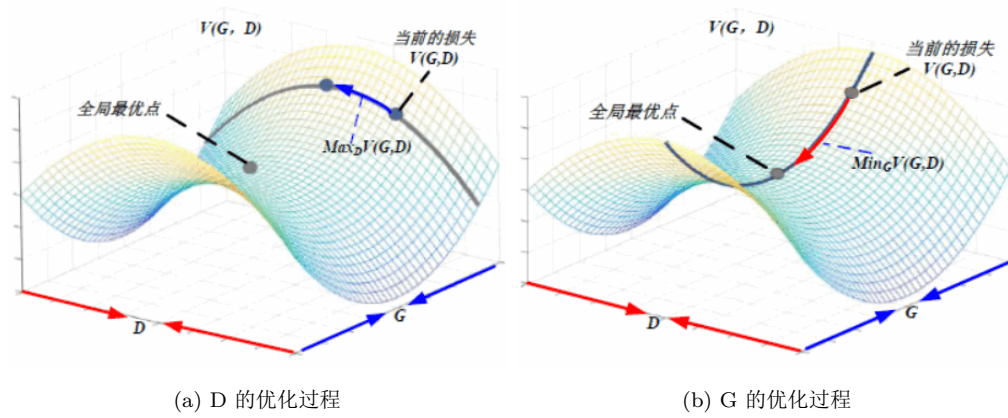 V(G, D)
当前的损失
V(G,D)
全局最优点
Max_D V(G,D)
D
G
(a) D 的优化过程
V(G, D)
当前的损失
V(G,D)
全局最优点
Min_G V(G,D)
D
G
(b) G 的优化过程